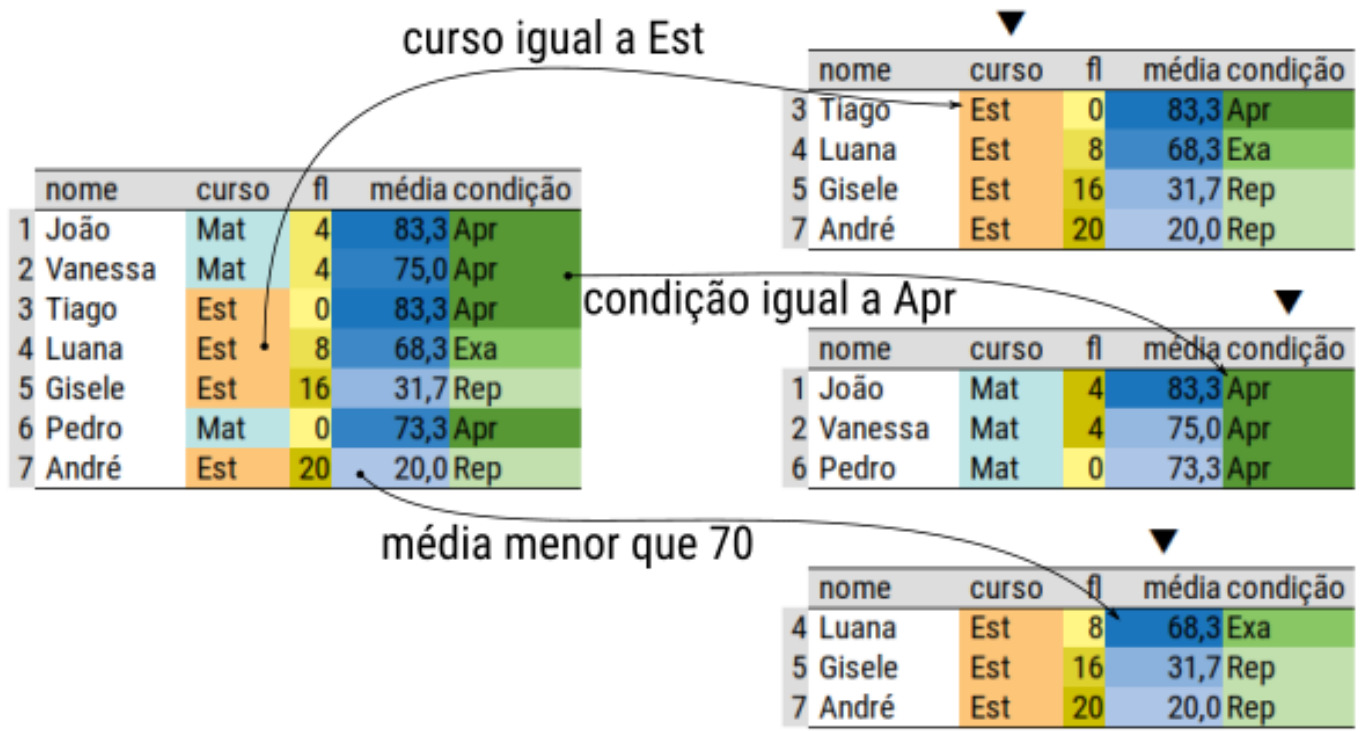 curso igual a Est
nome curso fl média condição
3 Tiago Est 0 83,3 Apr
4 Luana Est 8 68,3 Exa
5 Gisele Est 16 31,7 Rep
7 André Est 20 20,0 Rep
nome curso fl média condição
1 João Mat 4 83,3 Apr
2 Vanessa Mat 4 75,0 Apr
3 Tiago Est 0 83,3 Apr
4 Luana Est 8 68,3 Exa
5 Gisele Est 16 31,7 Rep
6 Pedro Mat 0 73,3 Apr
7 André Est 20 20,0 Rep
condição igual a Apr
nome curso fl média condição
1 João Mat 4 83,3 Apr
2 Vanessa Mat 4 75,0 Apr
6 Pedro Mat 0 73,3 Apr
média menor que 70
nome curso fl média condição
4 Luana Est 8 68,3 Exa
5 Gisele Est 16 31,7 Rep
7 André Est 20 20,0 Rep